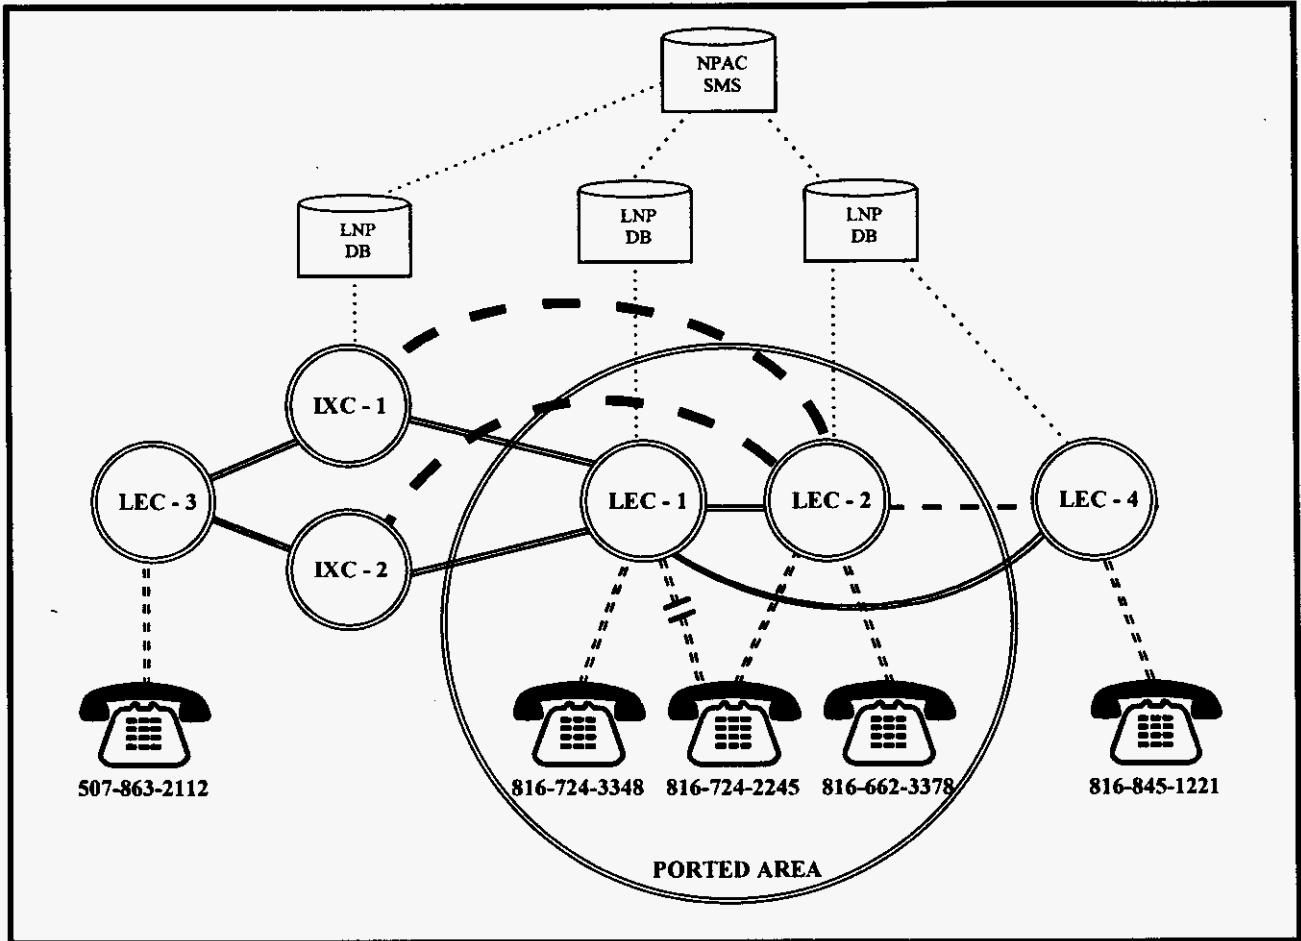 NPAC
SMS
LNP
DB
LNP
DB
LNP
DB
IXC - 1
LEC - 3
LEC - 1
LEC - 2
LEC - 4
IXC - 2
507-863-2112
816-724-3348
816-724-2245
816-662-3378
816-845-1221
PORTED AREA